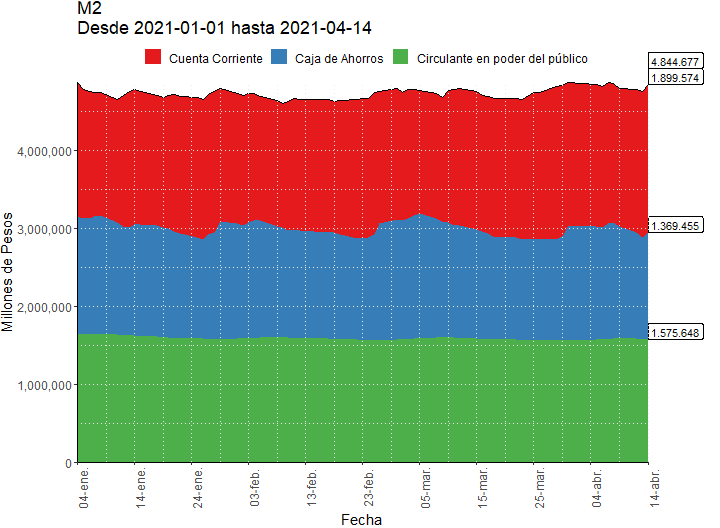 M2
Desde 2021-01-01 hasta 2021-04-14
Cuenta Corriente Caja de Ahorros Circulante en poder del público
4.844.677
1.899.574
4,000,000
3,000,000
1.369.455
2,000,000
1.575.648
1,000,000
0
Millones de Pesos
04-ene.
14-ene.
24-ene.
03-feb.
13-feb.
23-feb.
05-mar.
15-mar.
25-mar.
04-abr.
14-abr.
Fecha